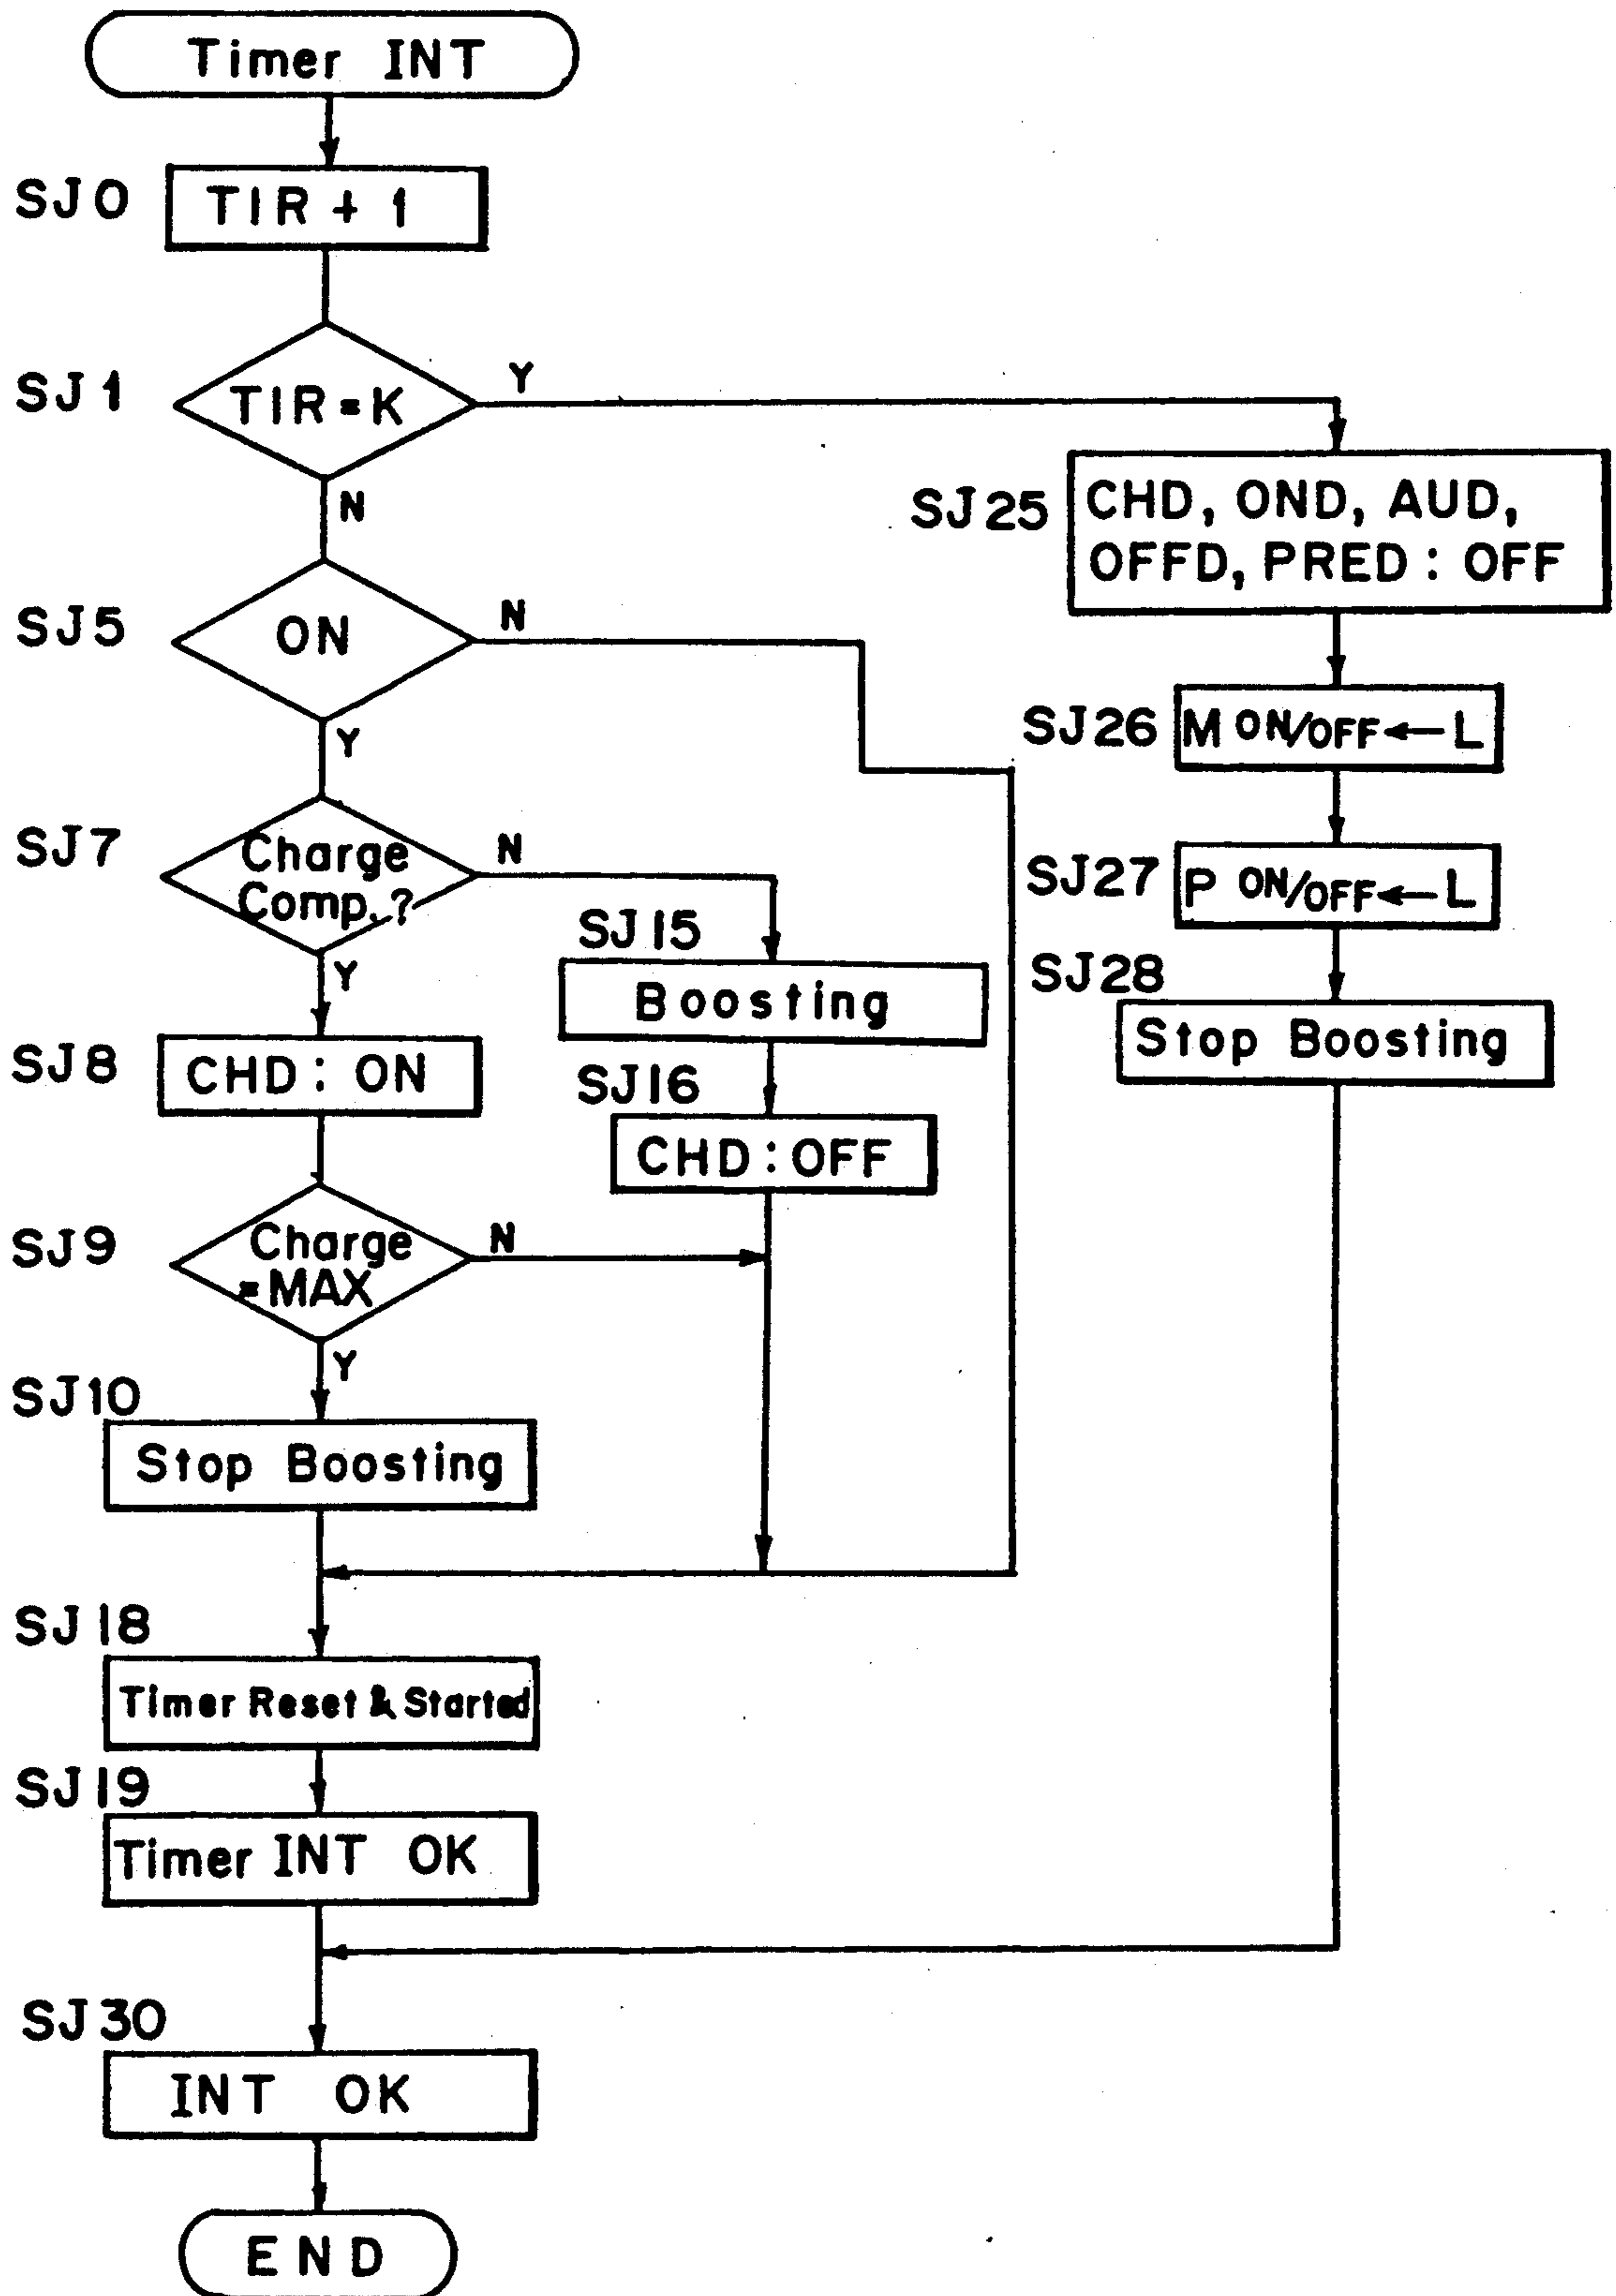 Timer INT
SJ0
TIR + 1
SJ1
TIR=K
Y
N
SJ25
CHD, OND, AUD,
OFFD, PRED : OFF
SJ5
ON
N
Y
SJ26
M ON/OFF ← L
SJ7
Charge
Comp. ?
N
Y
SJ27
P ON/OFF ← L
SJ15
Boosting
SJ28
Stop Boosting
SJ8
CHD : ON
SJ16
CHD : OFF
SJ9
Charge
=MAX
N
Y
SJ10
Stop Boosting
SJ18
Timer Reset & Started
SJ19
Timer INT OK
SJ30
INT OK
END